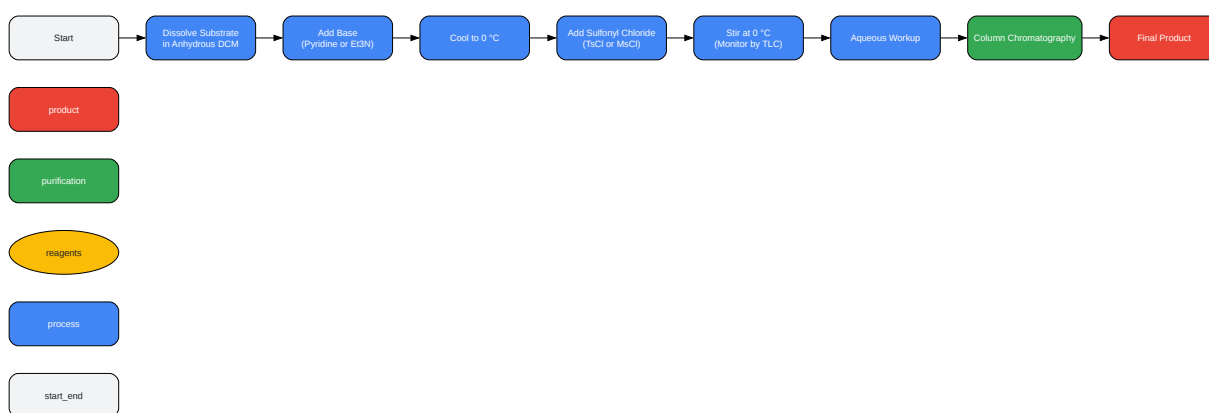 Start
Dissolve Substrate
in Anhydrous DCM
Add Base
(Pyridine or Et3N)
Cool to 0 °C
Add Sulfonyl Chloride
(TsCl or MsCl)
Stir at 0 °C
(Monitor by TLC)
Aqueous Workup
Column Chromatography
Final Product
product
purification
reagents
process
start_end